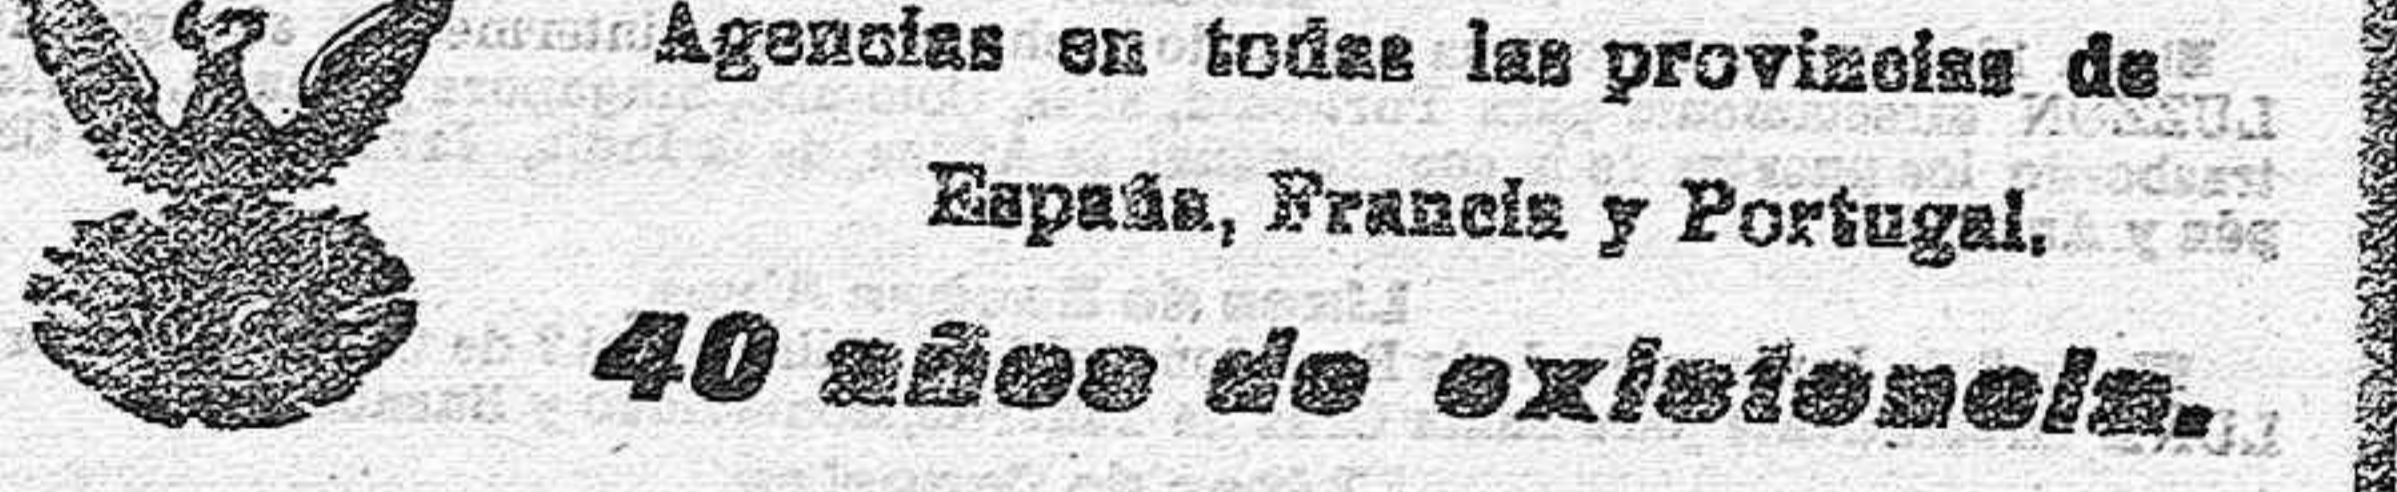 Agencias en todas las provincias de
España, Francia y Portugal.
40 años de existencia.